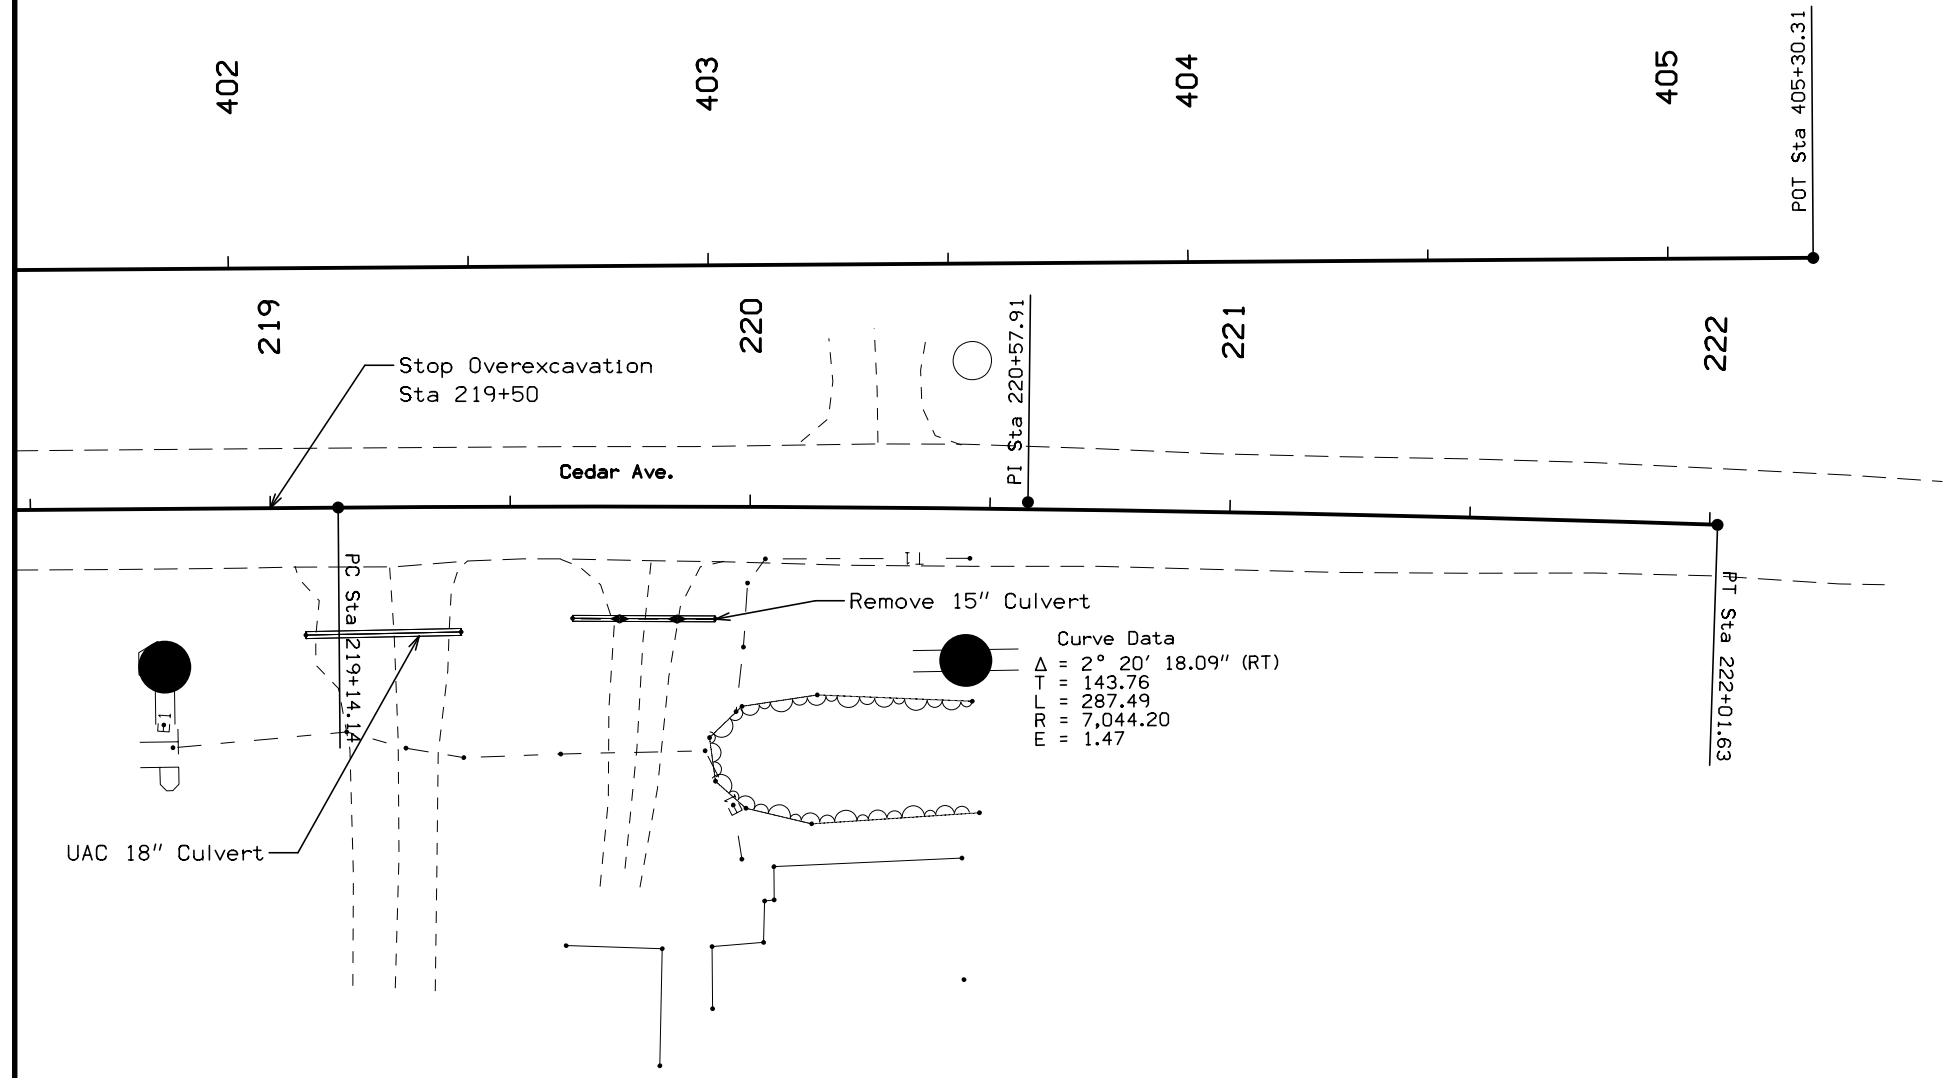 402
403
404
405
POT Sta 405+30.31
219
220
221
222
PI Sta 220+57.91
Stop Overexcavation
Sta 219+50
Cedar Ave.
PC Sta 219+14.14
Remove 15" Culvert
PT Sta 222+01.63
Curve Data
Δ = 2° 20' 18.09" (RT)
T = 143.76
L = 287.49
R = 7,044.20
E = 1.47
E1
T1
UAC 18" Culvert